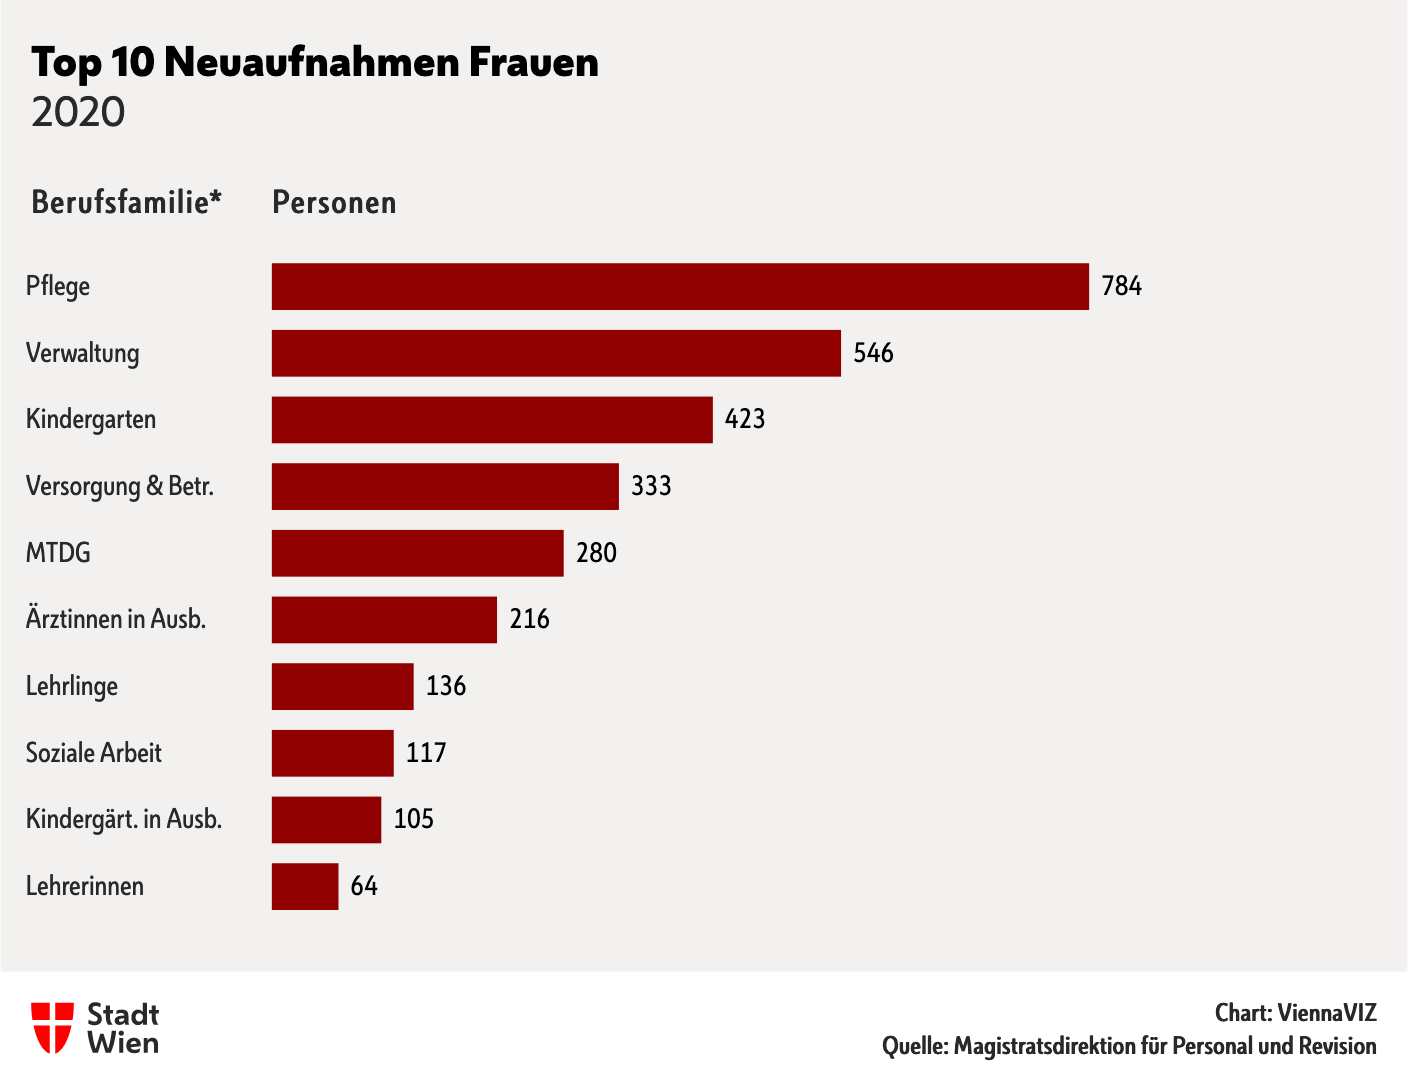 Top 10 Neuaufnahmen Frauen
2020
Berufsfamilie* Personen
Pflege 784
Verwaltung 546
Kindergarten 423
Versorgung & Betr. 333
MTDG 280
Ärztinnen in Ausb. 216
Lehrlinge 136
Soziale Arbeit 117
Kindergärt. in Ausb. 105
Lehrerinnen 64
Stadt
Wien
Chart: ViennaVIZ
Quelle: Magistratsdirektion für Personal und Revision